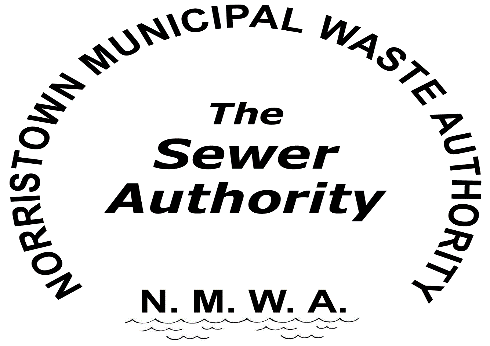 NORRISTOWN MUNICIPAL WASTE AUTHORITY
The
Sewer
Authority
N. M. W. A.